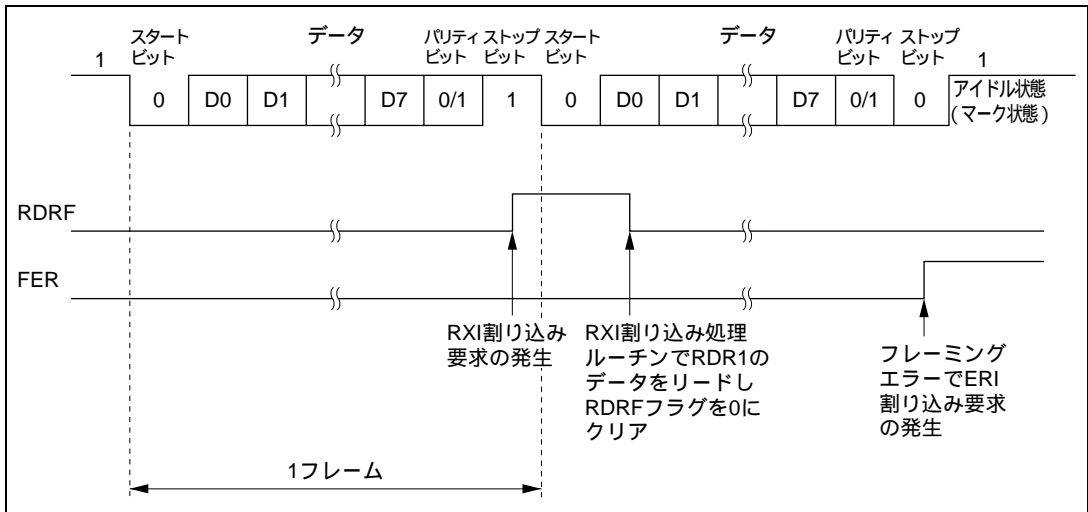 スタート データ パリティ ストップ スタート データ パリティ ストップ
1 ビット ビット ビット ビット ビット ビット 1
0 D0 D1 D7 0/1 1 0 D0 D1 D7 0/1 0 アイドル状態
(マーク状態)
RDRF
FER
RXI割り込み
要求の発生
RXI割り込み処理
ルーチンでRDR1の
データをリードし
RDRFフラグを0に
クリア
フレーミング
エラーでERI
割り込み要求
の発生
1フレーム